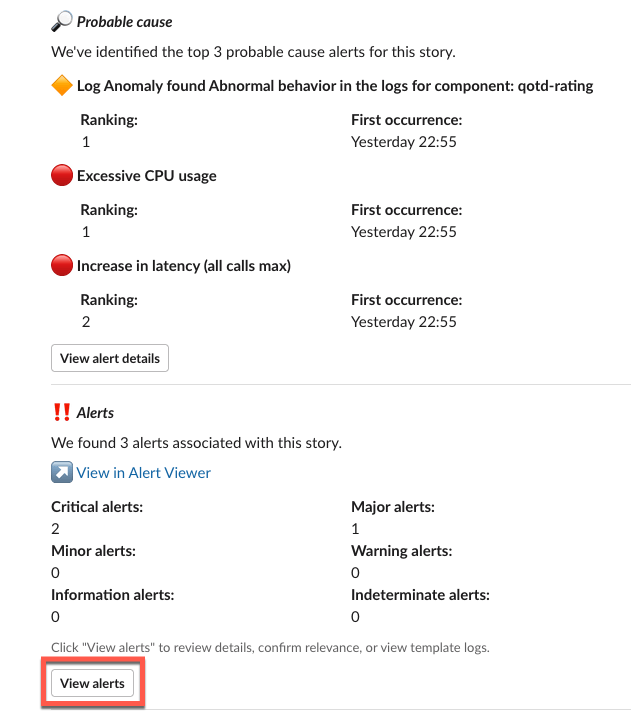 Probable cause
We've identified the top 3 probable cause alerts for this story.
Log Anomaly found Abnormal behavior in the logs for component: qotd-rating
Ranking: First occurrence:
1 Yesterday 22:55
Excessive CPU usage
Ranking: First occurrence:
1 Yesterday 22:55
Increase in latency (all calls max)
Ranking: First occurrence:
2 Yesterday 22:55
View alert details
Alerts
We found 3 alerts associated with this story.
View in Alert Viewer
Critical alerts: Major alerts:
2 1
Minor alerts: Warning alerts:
0 0
Information alerts: Indeterminate alerts:
0 0
Click "View alerts" to review details, confirm relevance, or view template logs.
View alerts